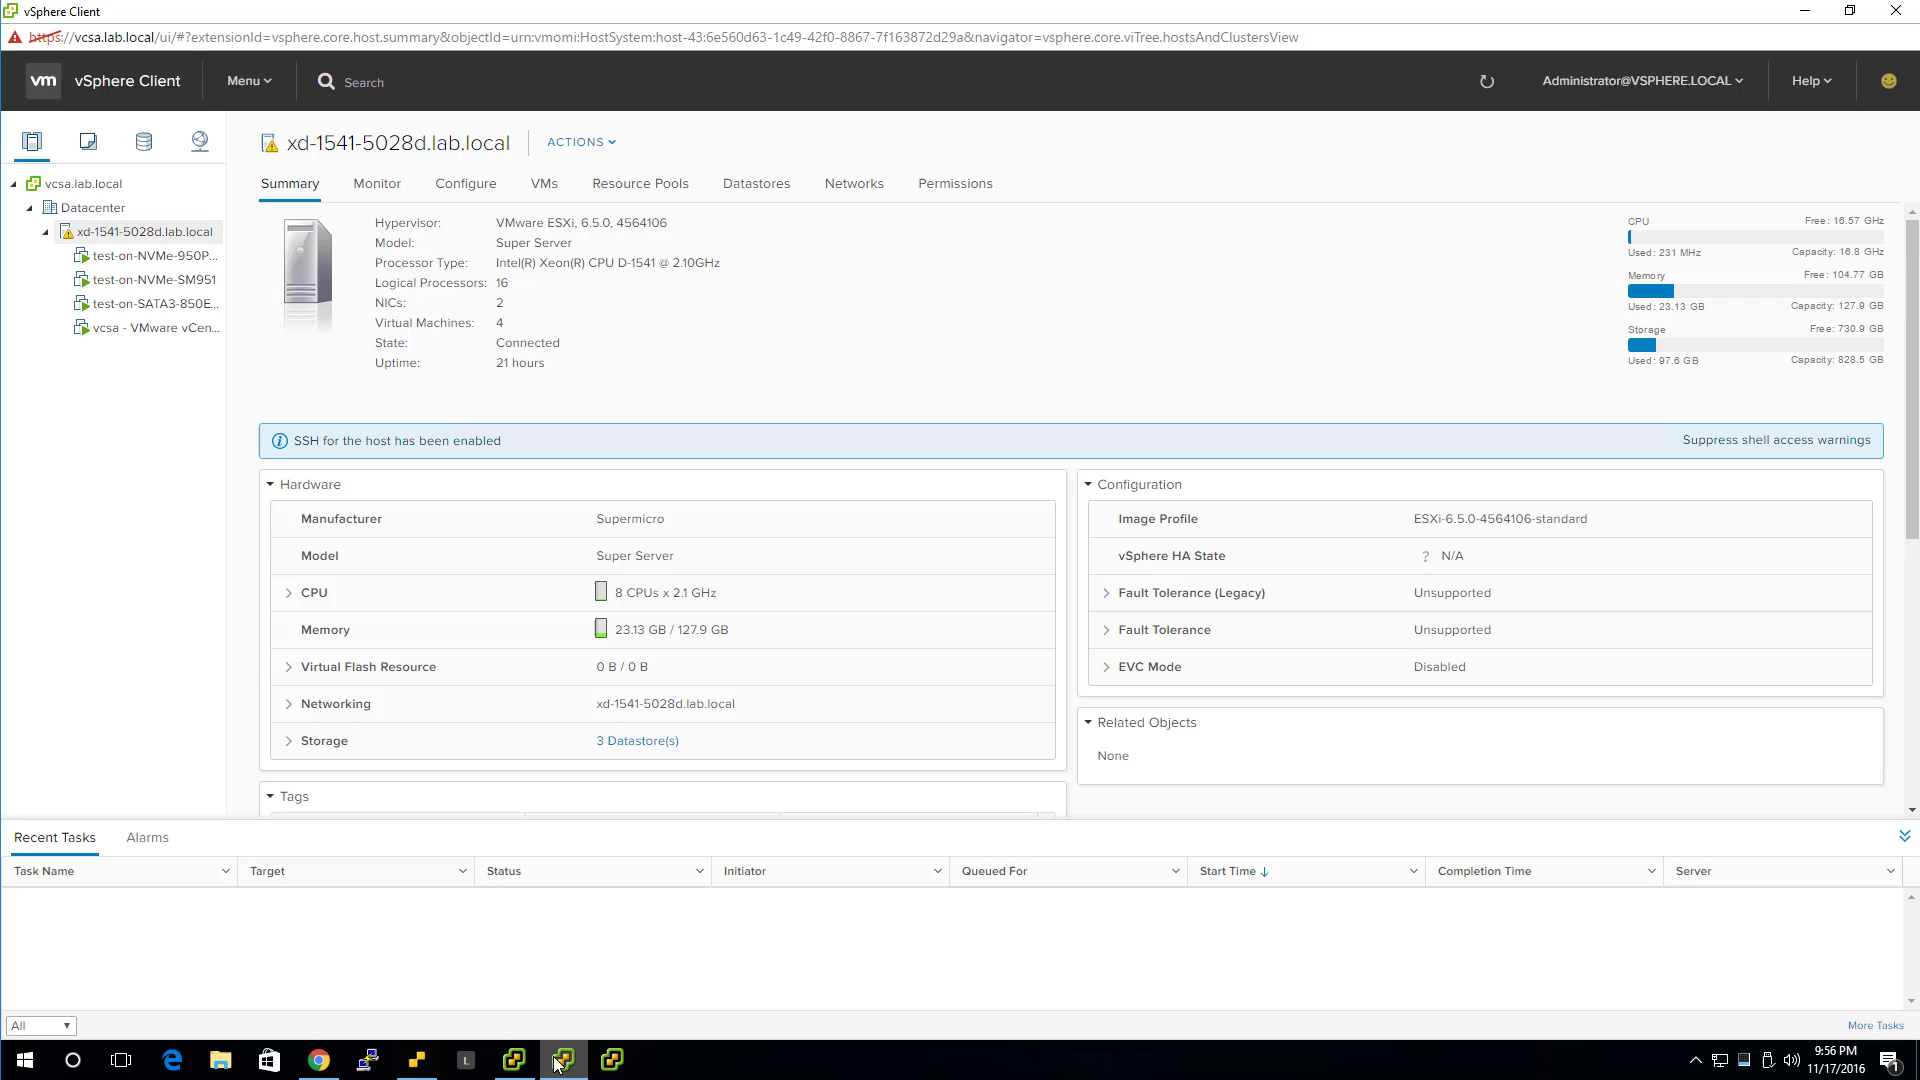 vSphere Client
https://vcsa.lab.local/ui/#?extensionId=vsphere.core.host.summary&objectId=urn:vmomi:HostSystem:host-43:6e560d63-1c49-42f0-8867-7f163872d29a&navigator=vsphere.core.viTree.hostsAndClustersView
vm vSphere Client Menu Search Administrator@VSPHERE.LOCAL Help
xd-1541-5028d.lab.local ACTIONS
Summary Monitor Configure VMs Resource Pools Datastores Networks Permissions
vcsa.lab.local
Datacenter
xd-1541-5028d.lab.local
test-on-NVMe-950P...
test-on-NVMe-SM951
test-on-SATA3-850E...
vcsa - VMware vCen...
Hypervisor: VMware ESXi, 6.5.0, 4564106
Model: Super Server
Processor Type: Intel(R) Xeon(R) CPU D-1541 @ 2.10GHz
Logical Processors: 16
NICs: 2
Virtual Machines: 4
State: Connected
Uptime: 21 hours
CPU Free: 16.57 GHz
Used: 231 MHz Capacity: 16.8 GHz
Memory Free: 104.77 GB
Used: 23.13 GB Capacity: 127.9 GB
Storage Free: 730.9 GB
Used: 97.6 GB Capacity: 828.5 GB
SSH for the host has been enabled Suppress shell access warnings
Hardware
Manufacturer Supermicro
Model Super Server
CPU 8 CPUs x 2.1 GHz
Memory 23.13 GB / 127.9 GB
Virtual Flash Resource 0 B / 0 B
Networking xd-1541-5028d.lab.local
Storage 3 Datastore(s)
Tags
Configuration
Image Profile ESXi-6.5.0-4564106-standard
vSphere HA State ? N/A
Fault Tolerance (Legacy) Unsupported
Fault Tolerance Unsupported
EVC Mode Disabled
Related Objects
None
Recent Tasks Alarms
Task Name Target Status Initiator Queued For Start Time Completion Time Server
All More Tasks
L
9:56 PM
11/17/2016
1